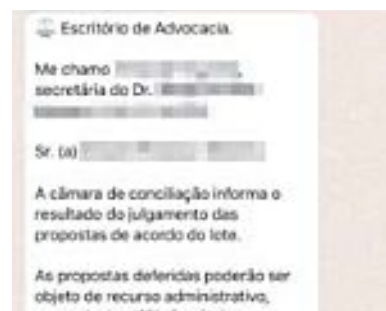 Escritório de Advocacia.
Me chamo
secretária do Dr.
Sr. (a)
A câmara de conciliação informa o
resultado do julgamento das
propostas de acordo do lote.
As propostas deferidas poderão ser
objeto de recurso administrativo,